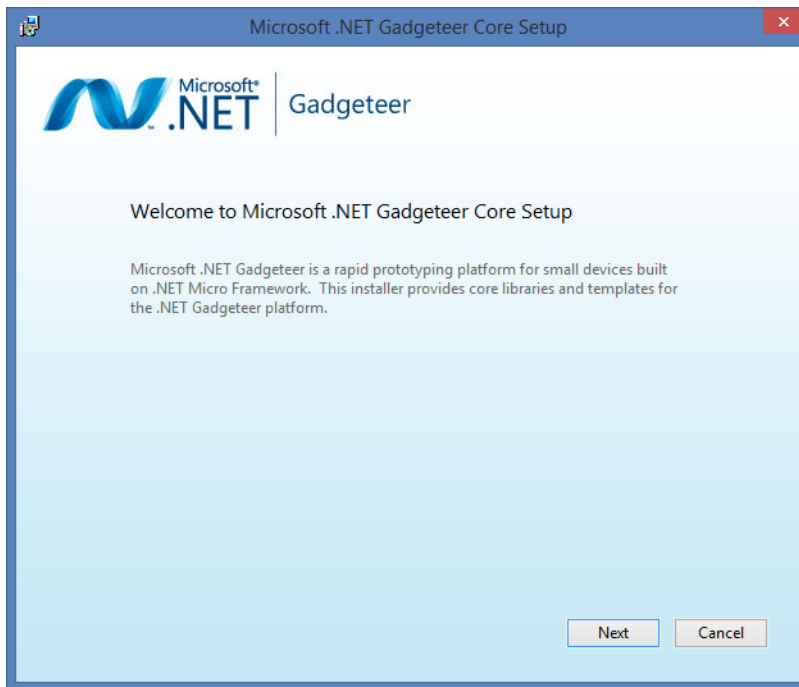 Microsoft .NET Gadgeteer Core Setup
Microsoft®
.NET
™
Gadgeteer
Welcome to Microsoft .NET Gadgeteer Core Setup
Microsoft .NET Gadgeteer is a rapid prototyping platform for small devices built
on .NET Micro Framework.  This installer provides core libraries and templates for
the .NET Gadgeteer platform.
Next
Cancel